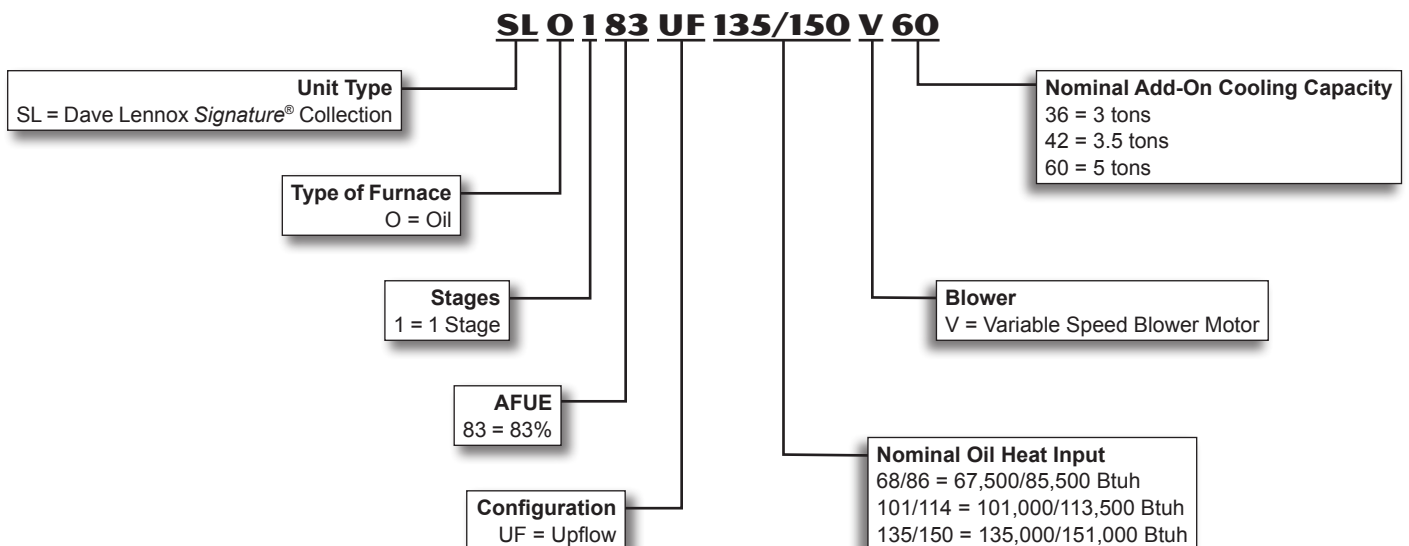 SL O 1 83 UF 135/150 V 60
Unit Type
SL = Dave Lennox Signature® Collection
Nominal Add-On Cooling Capacity
36 = 3 tons
42 = 3.5 tons
60 = 5 tons
Type of Furnace
O = Oil
Stages
1 = 1 Stage
Blower
V = Variable Speed Blower Motor
AFUE
83 = 83%
Nominal Oil Heat Input
68/86 = 67,500/85,500 Btuh
101/114 = 101,000/113,500 Btuh
135/150 = 135,000/151,000 Btuh
Configuration
UF = Upflow